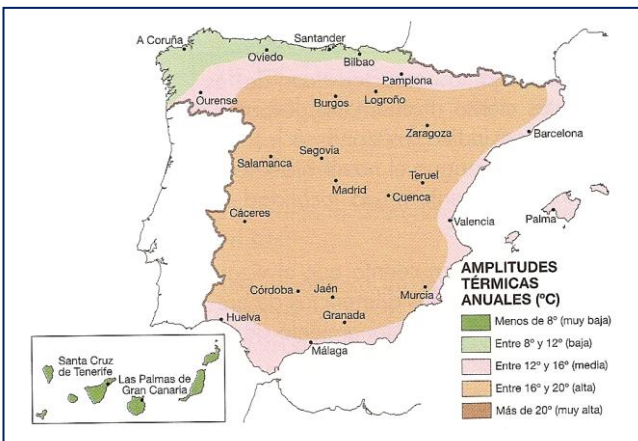 A Coruña
Santander
Oviedo
Bilbao
Pamplona
Ourense
Burgos
Logroño
Zaragoza
Barcelona
Segovia
Salamanca
Teruel
Madrid
Cuenca
Palma
Cáceres
Valencia
Córdoba
Jaén
Murcia
Huelva
Granada
Málaga
Santa Cruz
de Tenerife
Las Palmas de
Gran Canaria
AMPLITUDES
TÉRMICAS
ANUALES (ºC)
Menos de 8º (muy baja)
Entre 8º y 12º (baja)
Entre 12º y 16º (media)
Entre 16º y 20º (alta)
Más de 20º (muy alta)